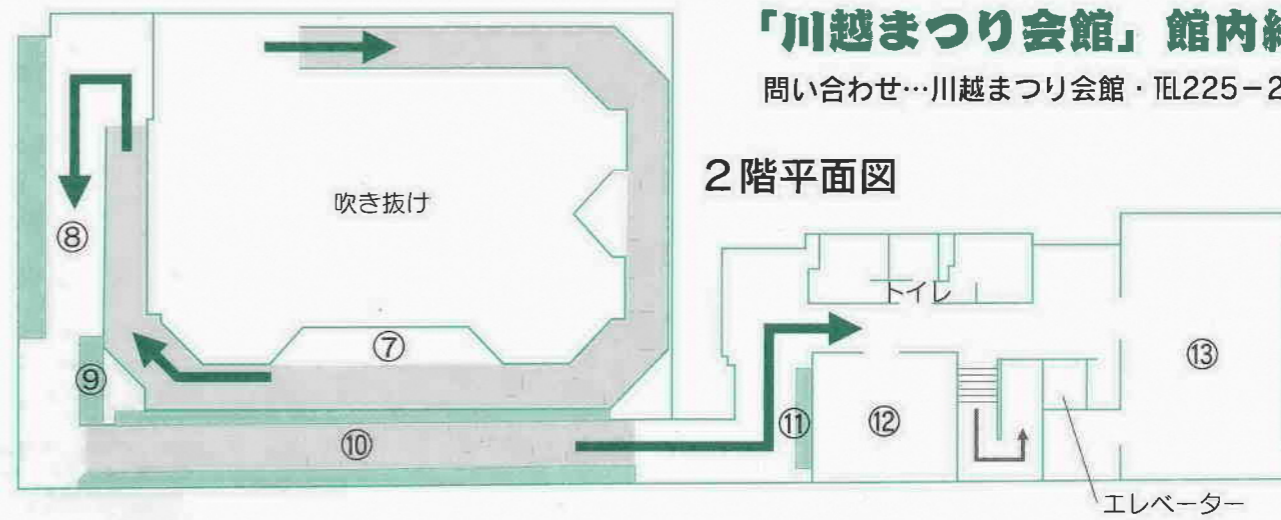 「川越まつり会館」館内
問い合わせ…川越まつり会館・℡225−2
2階平面図
吹き抜け
トイレ
⑦
⑧
⑨
⑩
⑪
⑫
⑬
エレベーター